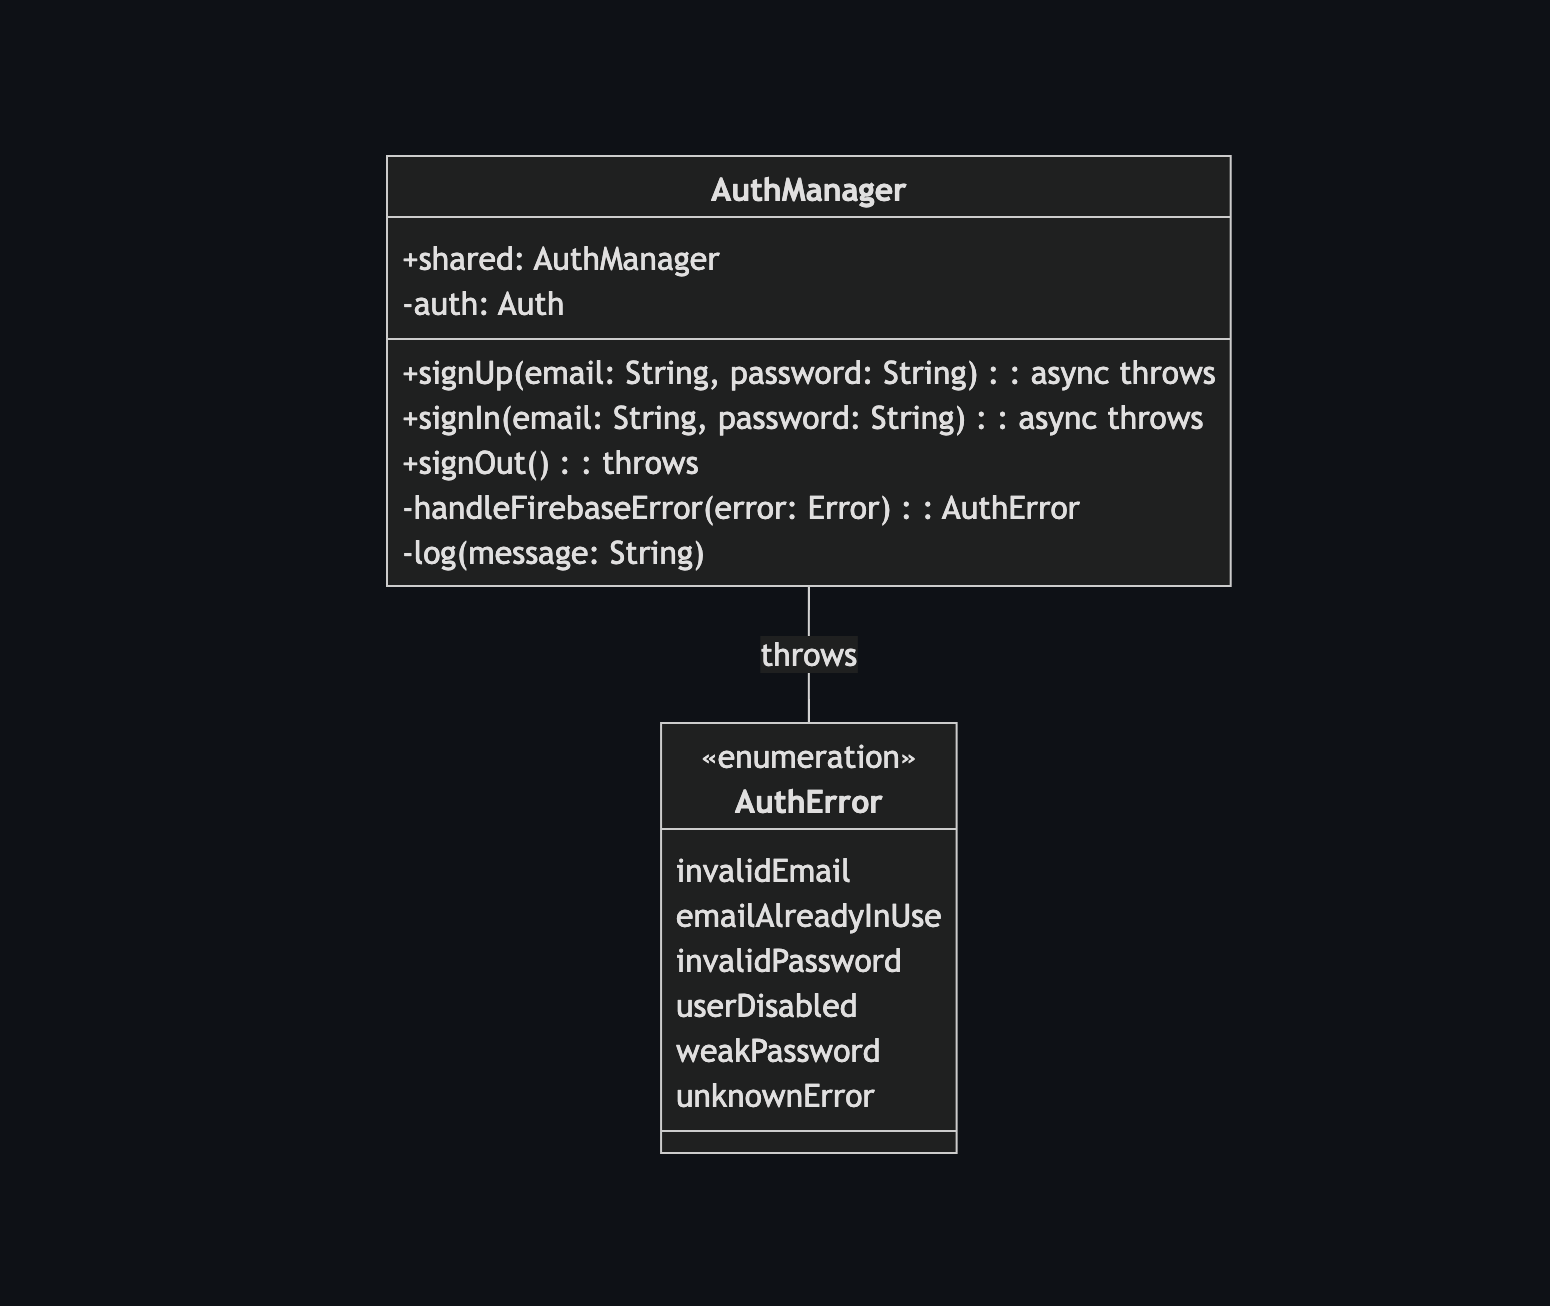 AuthManager
+shared: AuthManager
-auth: Auth
+signUp(email: String, password: String) : : async throws
+signIn(email: String, password: String) : : async throws
+signOut() : : throws
-handleFirebaseError(error: Error) : : AuthError
-log(message: String)
throws
«enumeration»
AuthError
invalidEmail
emailAlreadyInUse
invalidPassword
userDisabled
weakPassword
unknownError